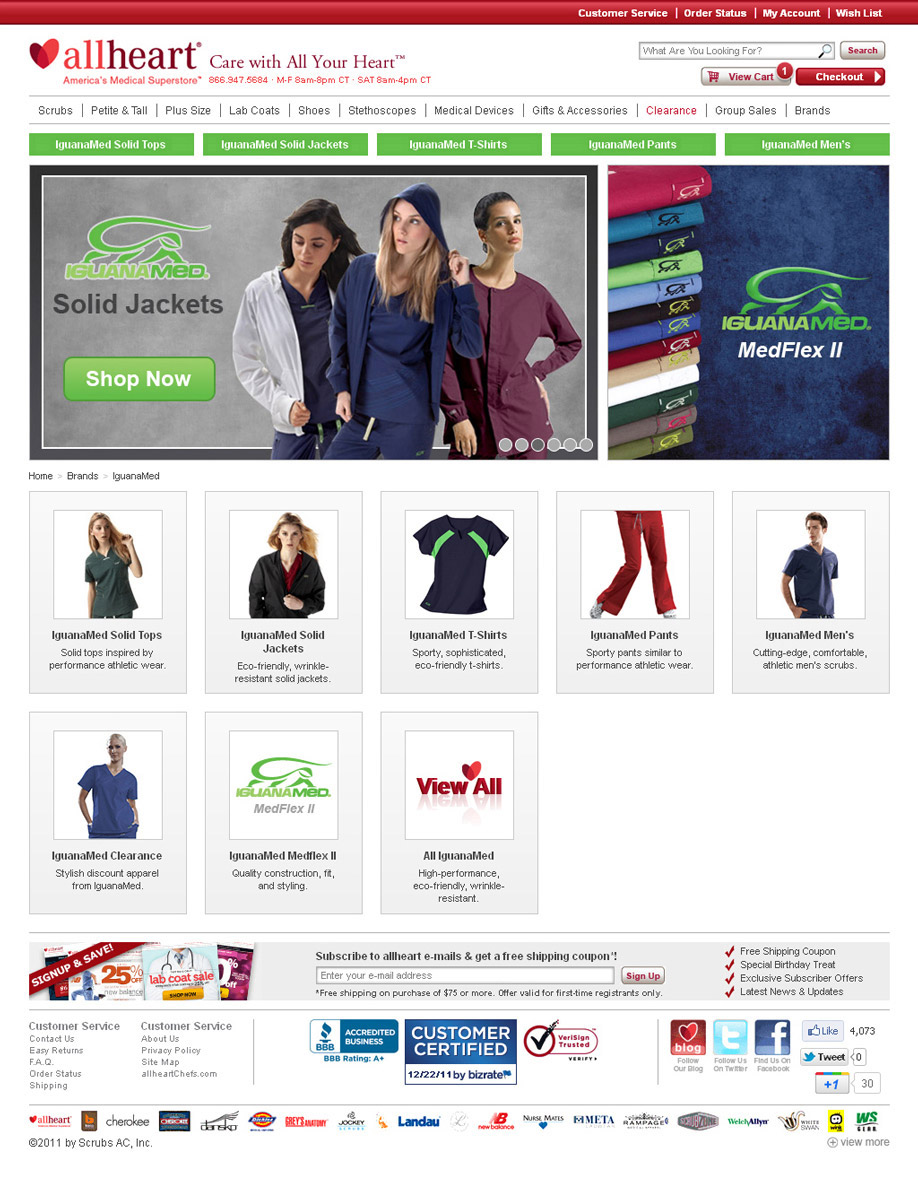 Customer Service | Order Status | My Account | Wish List
allheart® Care with All Your Heart™
America's Medical Superstore™ 866.947.5684 · M-F 8am-8pm CT · SAT 8am-4pm CT
What Are You Looking For? Search
View Cart 1 Checkout
Scrubs | Petite & Tall | Plus Size | Lab Coats | Shoes | Stethoscopes | Medical Devices | Gifts & Accessories | Clearance | Group Sales | Brands
IguanaMed Solid Tops IguanaMed Solid Jackets IguanaMed T-Shirts IguanaMed Pants IguanaMed Men's
IGUANAMED.
Solid Jackets
Shop Now
IGUANAMED.
MedFlex II
Home > Brands > IguanaMed
IguanaMed Solid Tops
Solid tops inspired by
performance athletic wear.
IguanaMed Solid
Jackets
Eco-friendly, wrinkle-
resistant solid jackets.
IguanaMed T-Shirts
Sporty, sophisticated,
eco-friendly t-shirts.
IguanaMed Pants
Sporty pants similar to
performance athletic wear.
IguanaMed Men's
Cutting-edge, comfortable,
athletic men's scrubs.
IguanaMed Clearance
Stylish discount apparel
from IguanaMed.
IGUANAMED.
MedFlex II
IguanaMed Medflex II
Quality construction, fit,
and styling.
View All
All IguanaMed
High-performance,
eco-friendly, wrinkle-
resistant.
SIGNUP & SAVE!
25%
new balance
lab coat sale
SHOP NOW
Subscribe to allheart e-mails & get a free shipping coupon*!
Enter your e-mail address Sign Up
*Free shipping on purchase of $75 or more. Offer valid for first-time registrants only.
Free Shipping Coupon
Special Birthday Treat
Exclusive Subscriber Offers
Latest News & Updates
Customer Service
Contact Us
Easy Returns
F.A.Q.
Order Status
Shipping
Customer Service
About Us
Privacy Policy
Site Map
allheartChefs.com
BBB ACCREDITED BUSINESS
BBB Rating: A+
CUSTOMER
CERTIFIED
12/22/11 by bizrate
VeriSign
Trusted
VERIFY
blog
Follow
Our Blog
Follow Us
On Twitter
Find Us On
Facebook
Like 4,073
Tweet 0
+1 30
allheart cherokee dansko Dickies GREY'S ANATOMY JOCKEY SCRUBS Landau new balance NURSE MATES META RAMPAGE SCRUBZONE WelchAllyn WHITE SWAN wink WS GEAR
©2011 by Scrubs AC, Inc.
view more